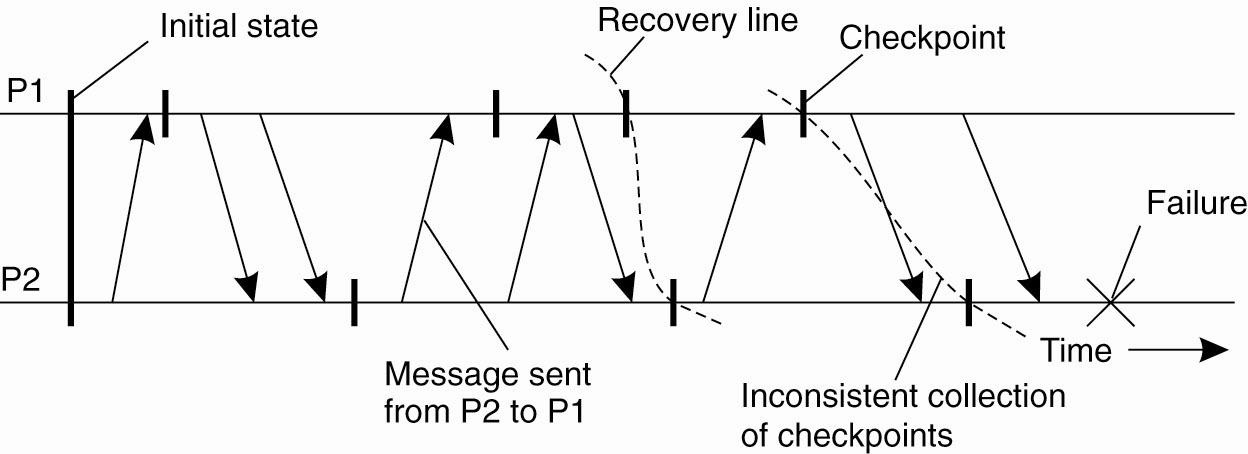 Initial state
Recovery line
Checkpoint
P1
Failure
P2
Message sent
from P2 to P1
Time
Inconsistent collection
of checkpoints